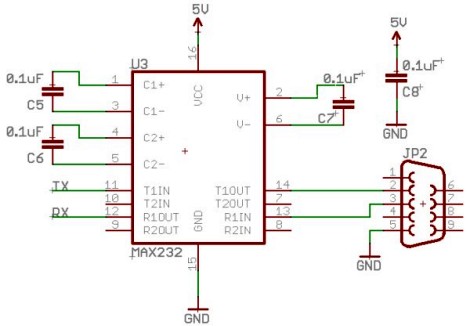 5V
5V
16
U3
0.1uF
0.1uF
0.1uF
1
C1+
VCC
V+
2
C8
C5
3
C1-
V-
6
C7
0.1uF
4
C2+
GND
C6
5
C2-
JP2
TX
11
T1IN
T1OUT
14
1
2
6
10
T2IN
T2OUT
7
3
7
RX
12
R1OUT
GND
R1IN
13
4
8
9
R2OUT
R2IN
8
5
9
MAX232
15
GND
GND